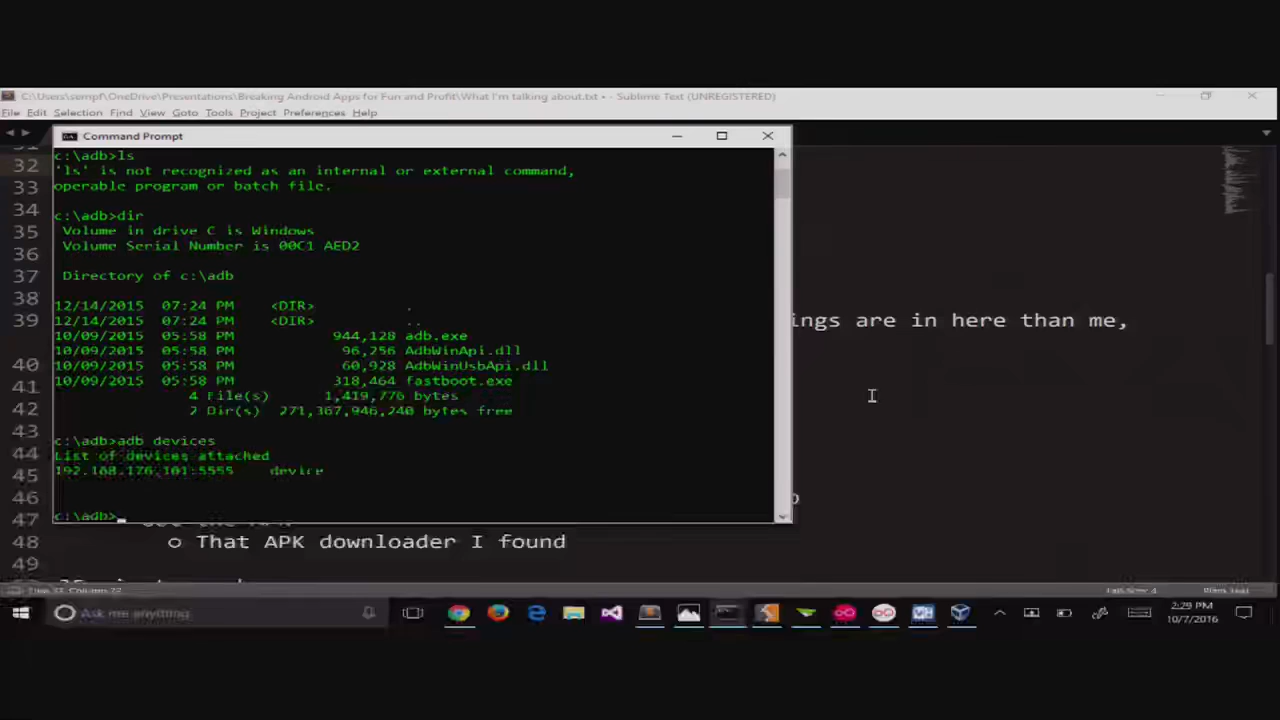 C:\Users\sempf\OneDrive\Presentations\Breaking Android Apps for Fun and Profit\What I'm talking about.txt • - Sublime Text (UNREGISTERED)
File Edit Selection Find View Goto Tools Project Preferences Help
Command Prompt
c:\adb>ls
'ls' is not recognized as an internal or external command,
operable program or batch file.
c:\adb>dir
Volume in drive C is Windows
Volume Serial Number is 00C1 AED2
Directory of c:\adb
12/14/2015 07:24 PM <DIR> .
12/14/2015 07:24 PM <DIR> ..
10/09/2015 05:58 PM 944,128 adb.exe
10/09/2015 05:58 PM 96,256 AdbWinApi.dll
10/09/2015 05:58 PM 60,928 AdbWinUsbApi.dll
10/09/2015 05:58 PM 318,464 fastboot.exe
4 File(s) 1,419,776 bytes
2 Dir(s) 271,367,946,240 bytes free
c:\adb>adb devices
List of devices attached
192.168.176.101:5555 device
c:\adb>
32
33
34
35
36
37
38
39 ings are in here than me,
40
41
42
43
44
45
46
47
48 o That APK downloader I found
49
Ask me anything
2:29 PM
10/7/2016